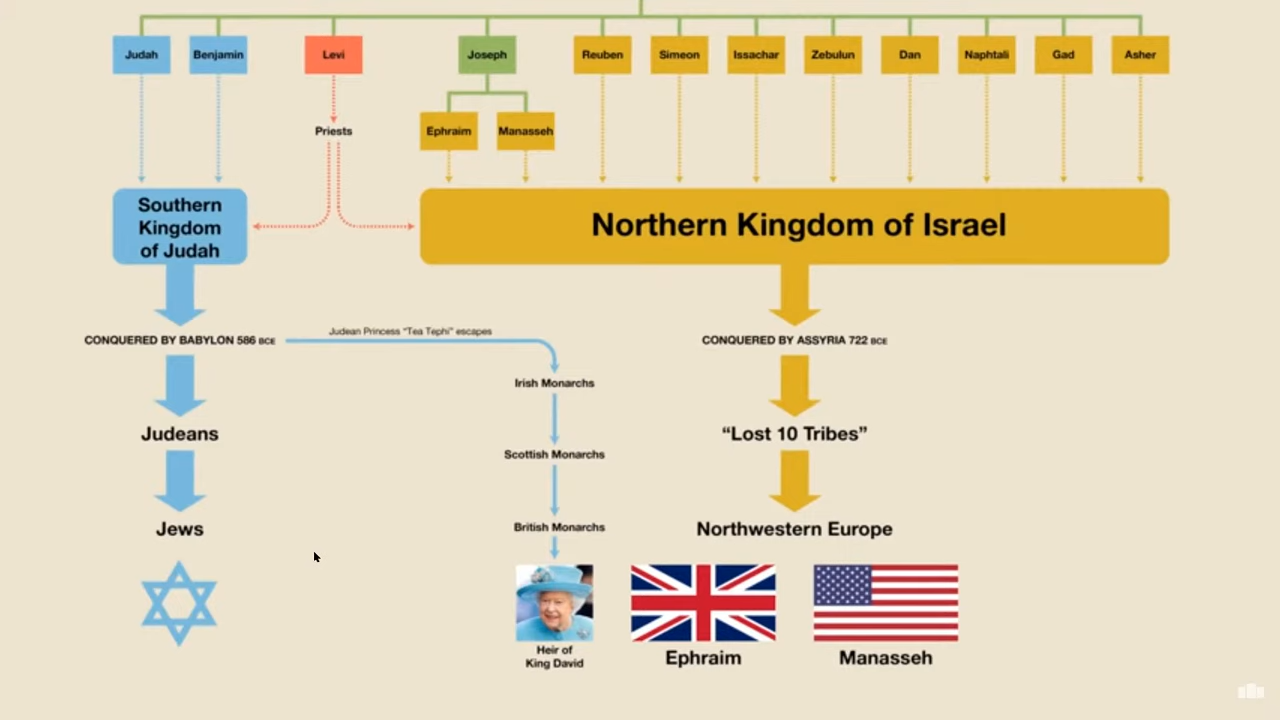 Judah
Benjamin
Levi
Joseph
Reuben
Simeon
Issachar
Zebulun
Dan
Naphtali
Gad
Asher
Priests
Ephraim
Manasseh
Southern
Kingdom
of Judah
Northern Kingdom of Israel
CONQUERED BY BABYLON 586 BCE
Judean Princess “Tea Tephi” escapes
CONQUERED BY ASSYRIA 722 BCE
Irish Monarchs
Judeans
“Lost 10 Tribes”
Scottish Monarchs
Jews
British Monarchs
Northwestern Europe
Heir of
King David
Ephraim
Manasseh